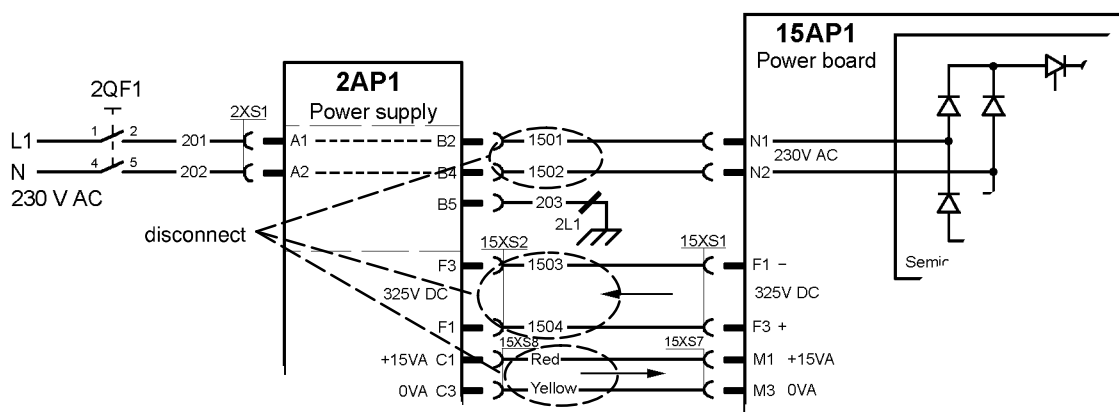 15AP1
Power board
2AP1
Power supply
2QF1
2XS1
L1 1 2 201 A1 B2 1501 N1
230V AC
N 4 5 202 A2 B4 1502 N2
230 V AC
B5 203
2L1
disconnect
15XS2 15XS1
F3 1503 F1 −
325V DC 325V DC
F1 1504 F3 +
15XS8 15XS7
+15VA C1 Red M1 +15VA
0VA C3 Yellow M3 0VA